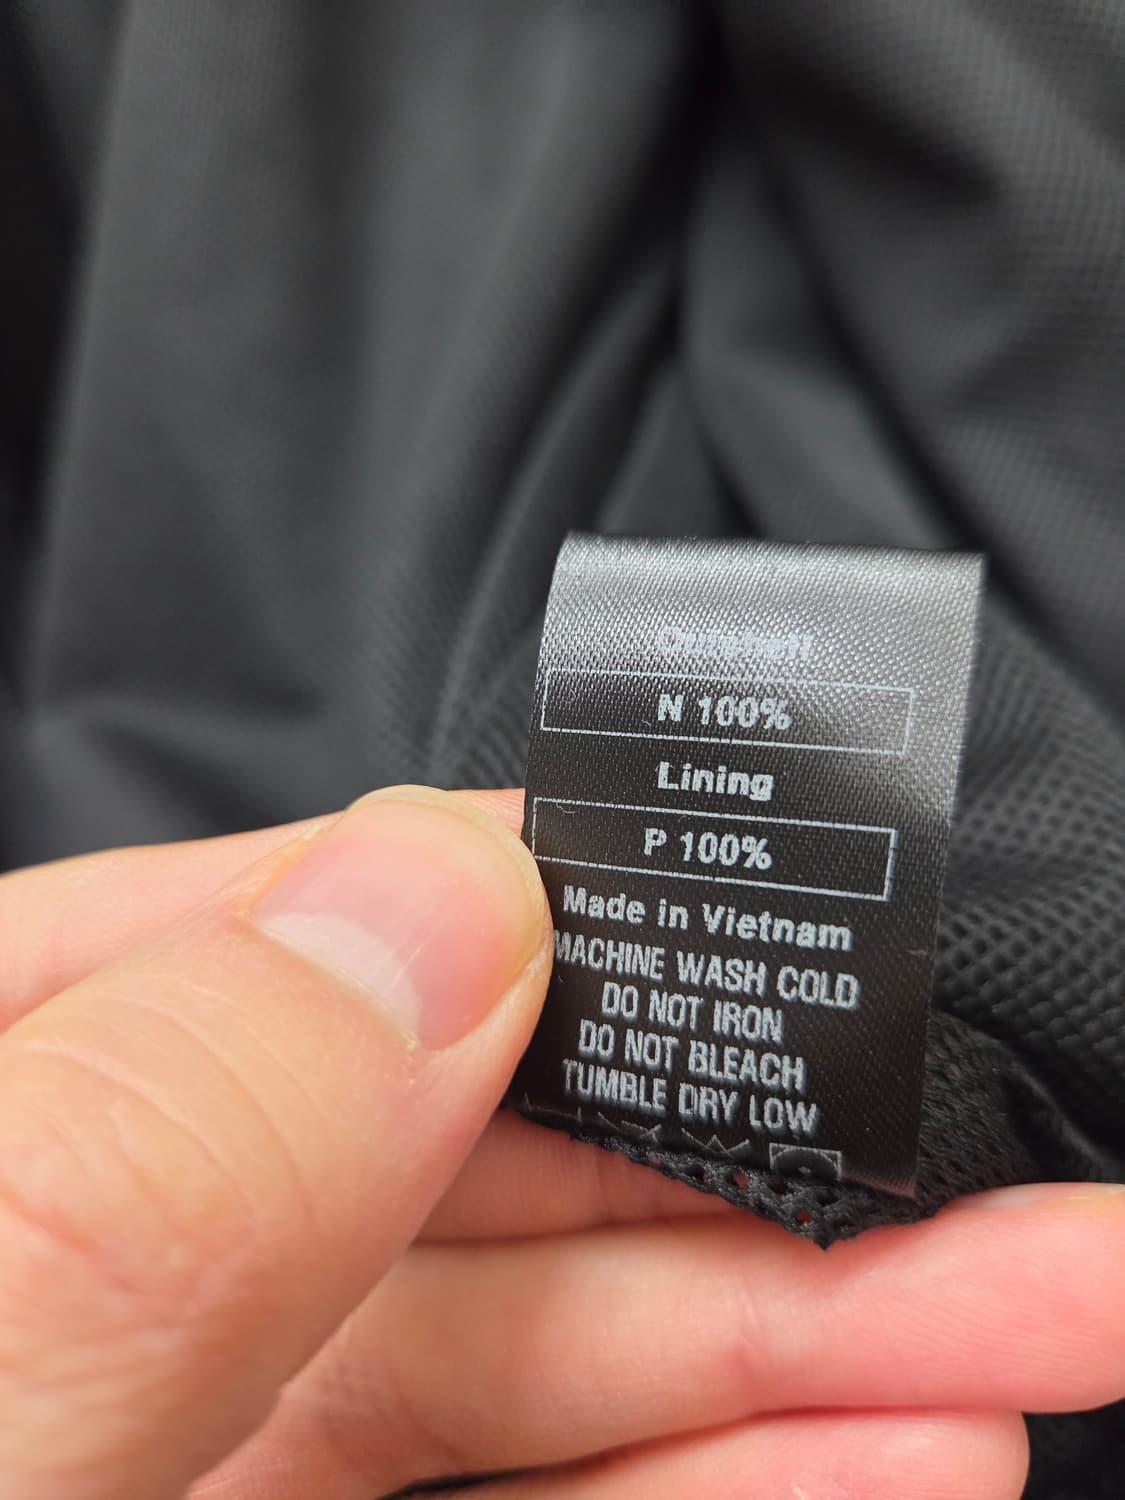 N 100%
Lining
P 100%
Made in Vietnam
MACHINE WASH COLD
DO NOT IRON
DO NOT BLEACH
TUMBLE DRY LOW